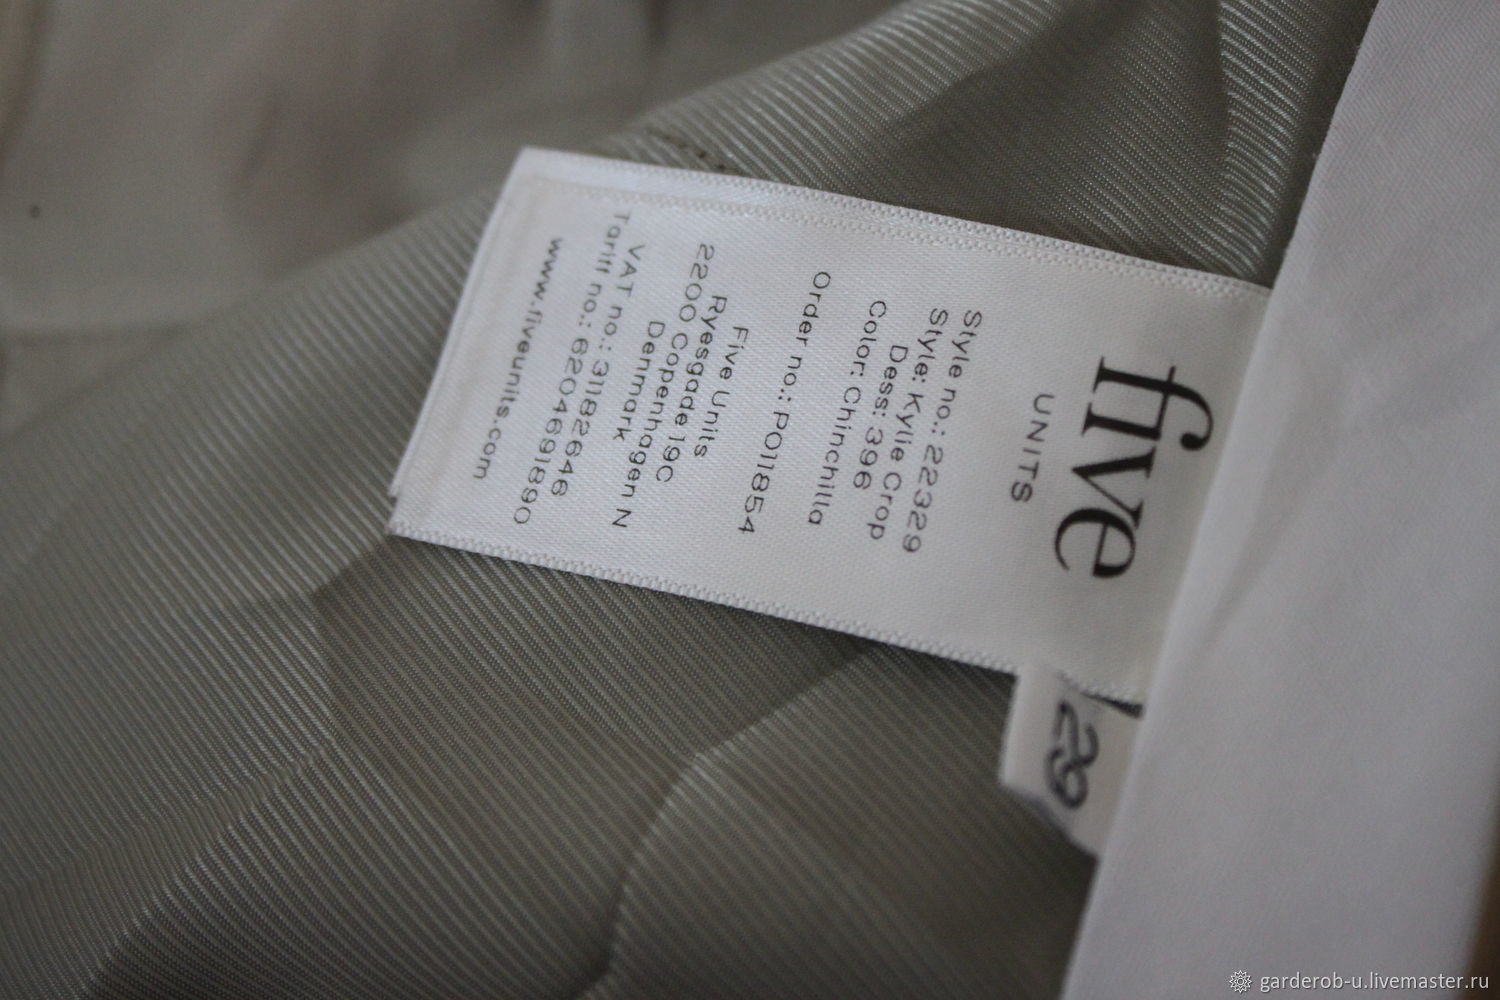 five
UNITS
Style no.: 22329
Style: Kylie Crop
Dess: 396
Color: Chinchilla
Order no.: PO11854
Five Units
Ryesgade 19C
2200 Copenhagen N
Denmark
VAT no.: 31182646
Tariff no.: 6204691890
www.fiveunits.com
29
garderob-u.livemaster.ru